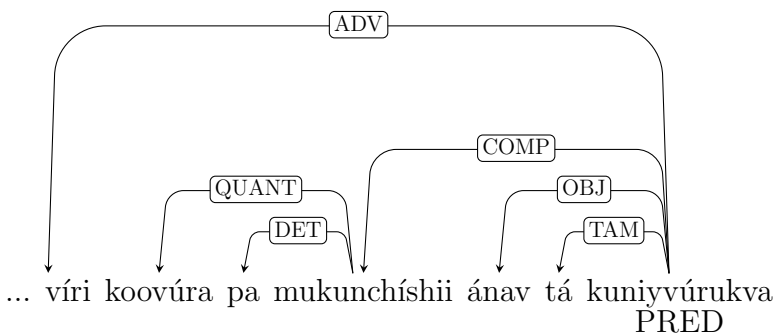 ADV
COMP
QUANT OBJ
DET TAM
... víri koovúra pa mukunchíshii ánav tá kuniyvúrukva
PRED